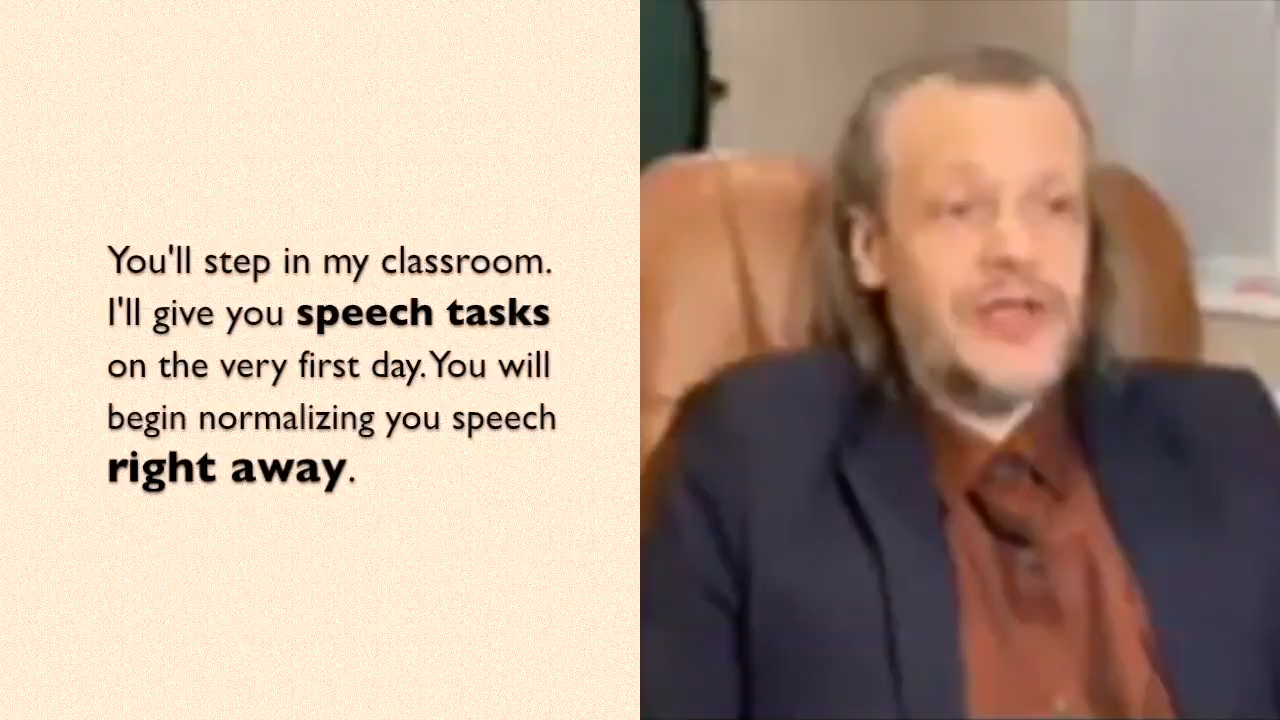 You'll step in my classroom.
I'll give you speech tasks
on the very first day. You will
begin normalizing you speech
right away.